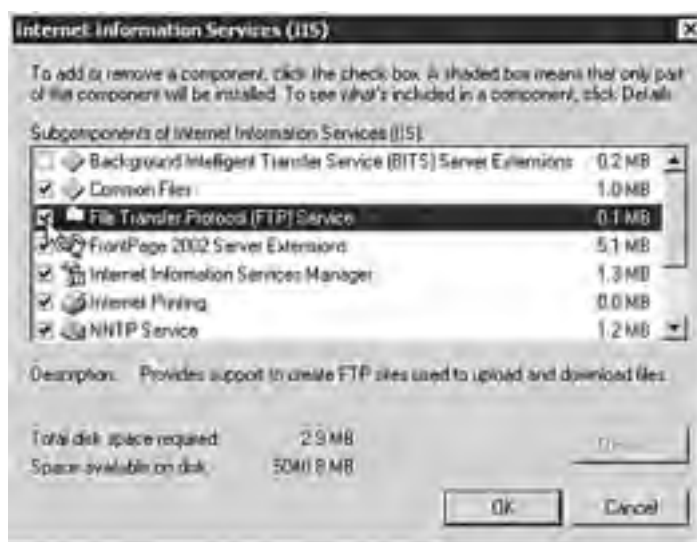 Internet Information Services (IIS)
To add or remove a component, click the check box. A shaded box means that only part
of the component will be installed. To see what's included in a component, click Details.
Subcomponents of Internet Information Services (IIS):
Background Intelligent Transfer Service (BITS) Server Extensions 0.2 MB
Common Files 1.0 MB
File Transfer Protocol (FTP) Service 0.1 MB
FrontPage 2002 Server Extensions 5.1 MB
Internet Information Services Manager 1.3 MB
Internet Printing 0.0 MB
NNTP Service 1.2 MB
Description: Provides support to create FTP sites used to upload and download files.
Total disk space required: 2.9 MB
Space available on disk: MB
OK Cancel